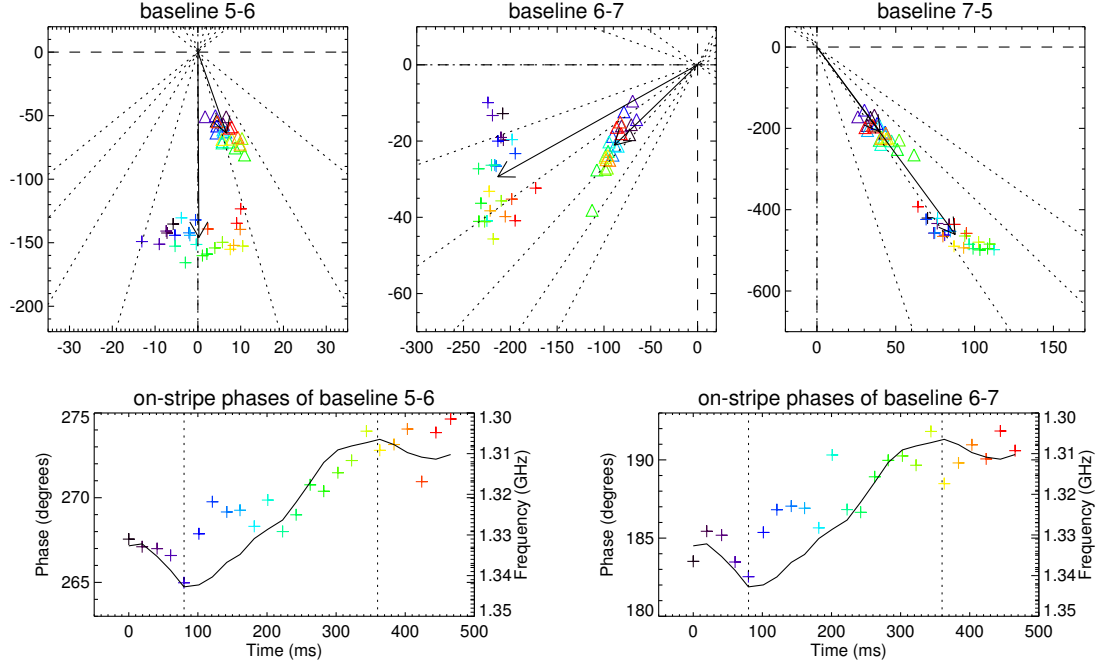 baseline 5-6
baseline 6-7
baseline 7-5
0
-50
-100
-150
-200
-30 -20 -10 0 10 20 30
0
-20
-40
-60
-300 -250 -200 -150 -100 -50 0
0
-200
-400
-600
0 50 100 150
on-stripe phases of baseline 5-6
275
270
265
Phase (degrees)
1.30
1.31
1.32
1.33
1.34
1.35
Frequency (GHz)
0 100 200 300 400 500
Time (ms)
on-stripe phases of baseline 6-7
190
185
180
Phase (degrees)
1.30
1.31
1.32
1.33
1.34
1.35
Frequency (GHz)
0 100 200 300 400 500
Time (ms)